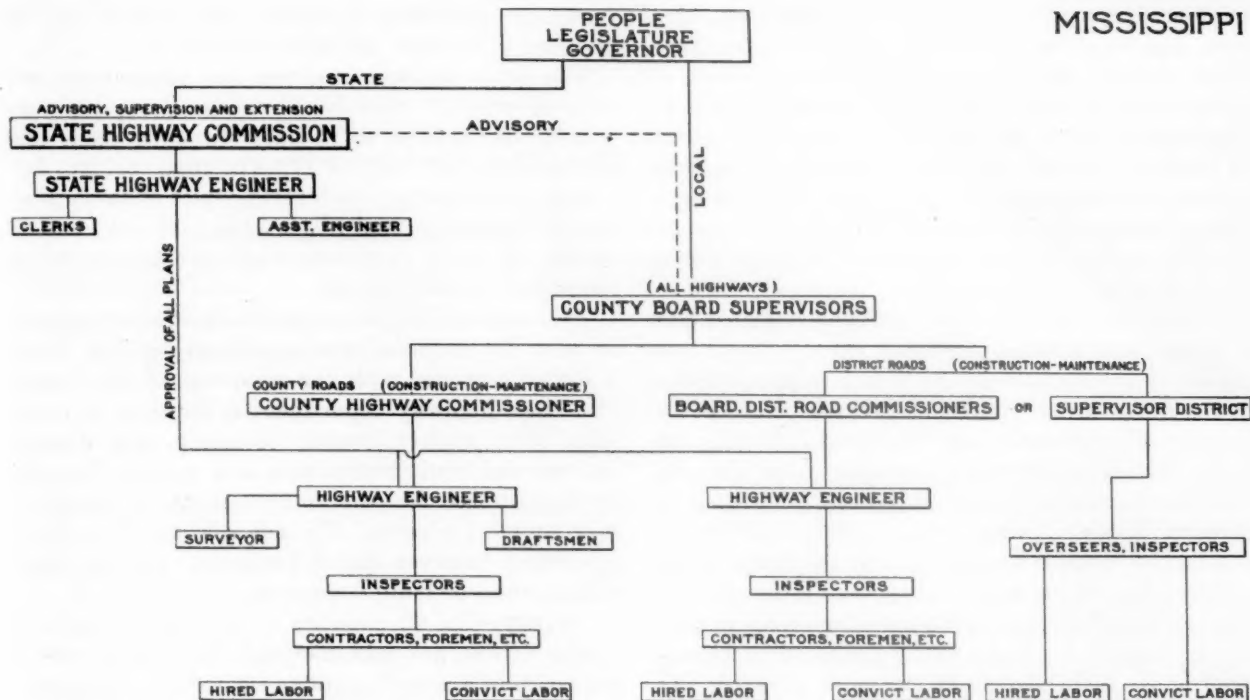 MISSISSIPPI
PEOPLE
LEGISLATURE
GOVERNOR
STATE
ADVISORY, SUPERVISION AND EXTENSION
STATE HIGHWAY COMMISSION
ADVISORY
LOCAL
STATE HIGHWAY ENGINEER
CLERKS
ASST. ENGINEER
APPROVAL OF ALL PLANS
(ALL HIGHWAYS)
COUNTY BOARD SUPERVISORS
COUNTY ROADS (CONSTRUCTION-MAINTENANCE)
COUNTY HIGHWAY COMMISSIONER
DISTRICT ROADS (CONSTRUCTION-MAINTENANCE)
BOARD. DIST. ROAD COMMISSIONERS OR SUPERVISOR DISTRICT
HIGHWAY ENGINEER
SURVEYOR
DRAFTSMEN
INSPECTORS
CONTRACTORS, FOREMEN, ETC.
HIRED LABOR
CONVICT LABOR
HIGHWAY ENGINEER
INSPECTORS
CONTRACTORS, FOREMEN, ETC.
HIRED LABOR
CONVICT LABOR
OVERSEERS, INSPECTORS
HIRED LABOR
CONVICT LABOR